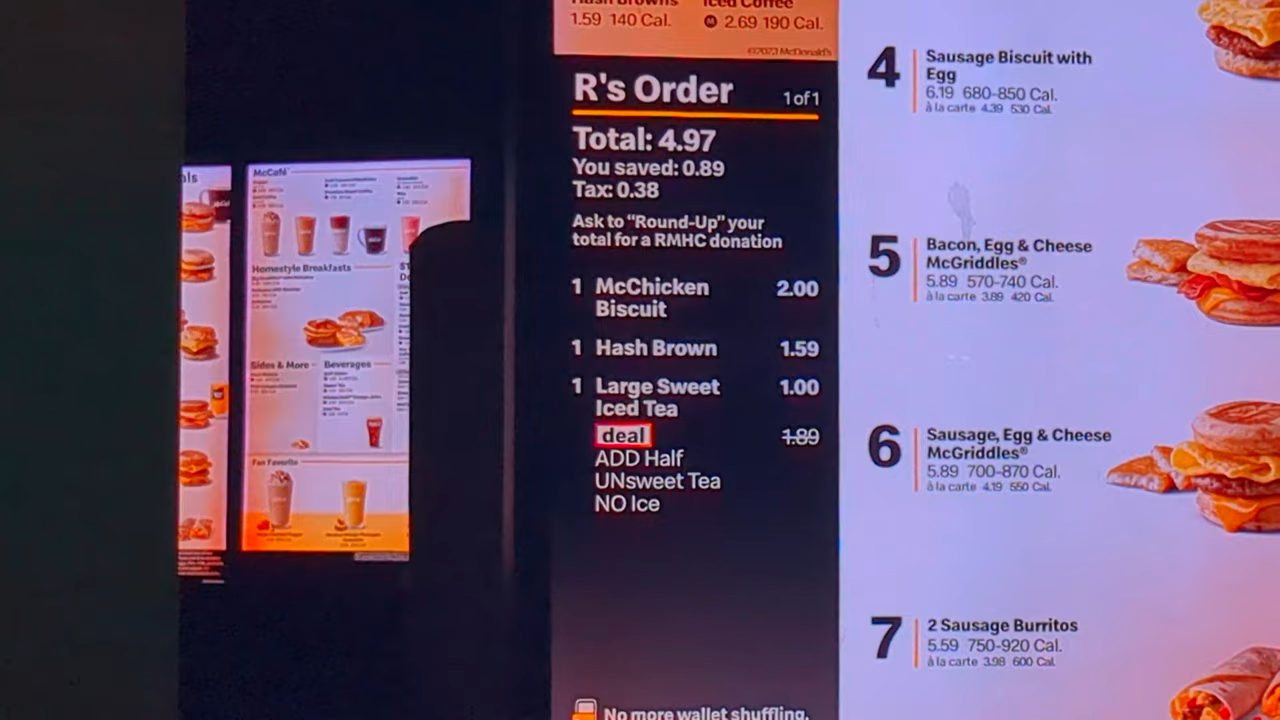 als
McCafé
Homestyle Breakfasts
Sides & More
Beverages
Fan Favorite
Hash Browns
1.59 140 Cal.
Iced Coffee
2.69 190 Cal.
©2023 McDonald's
R's Order
1 of 1
Total: 4.97
You saved: 0.89
Tax: 0.38
Ask to "Round-Up" your
total for a RMHC donation
1 McChicken 2.00
Biscuit
1 Hash Brown 1.59
1 Large Sweet 1.00
Iced Tea
deal 1.89
ADD Half
UNsweet Tea
NO Ice
No more wallet shuffling.
4 Sausage Biscuit with
Egg
6.19 680-850 Cal.
à la carte 4.39 530 Cal.
5 Bacon, Egg & Cheese
McGriddles®
5.89 570-740 Cal.
à la carte 3.89 420 Cal.
6 Sausage, Egg & Cheese
McGriddles®
5.89 700-870 Cal.
à la carte 4.19 550 Cal.
7 2 Sausage Burritos
5.59 750-920 Cal.
à la carte 3.98 600 Cal.